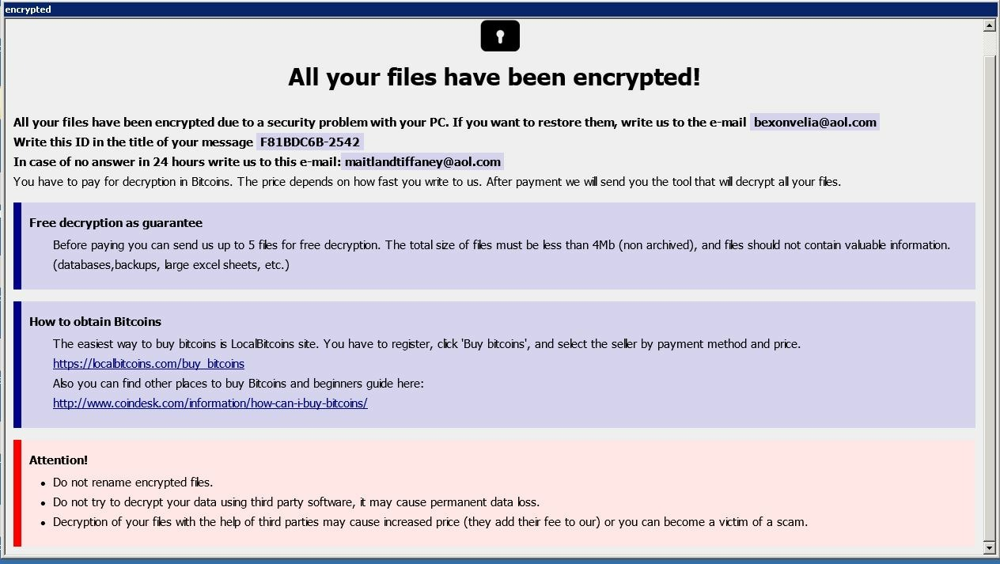 encrypted
All your files have been encrypted!
All your files have been encrypted due to a security problem with your PC. If you want to restore them, write us to the e-mail bexonvelia@aol.com
Write this ID in the title of your message F81BDC6B-2542
In case of no answer in 24 hours write us to this e-mail: maitlandtiffaney@aol.com
You have to pay for decryption in Bitcoins. The price depends on how fast you write to us. After payment we will send you the tool that will decrypt all your files.
Free decryption as guarantee
Before paying you can send us up to 5 files for free decryption. The total size of files must be less than 4Mb (non archived), and files should not contain valuable information.
(databases,backups, large excel sheets, etc.)
How to obtain Bitcoins
The easiest way to buy bitcoins is LocalBitcoins site. You have to register, click 'Buy bitcoins', and select the seller by payment method and price.
https://localbitcoins.com/buy_bitcoins
Also you can find other places to buy Bitcoins and beginners guide here:
http://www.coindesk.com/information/how-can-i-buy-bitcoins/
Attention!
• Do not rename encrypted files.
• Do not try to decrypt your data using third party software, it may cause permanent data loss.
• Decryption of your files with the help of third parties may cause increased price (they add their fee to our) or you can become a victim of a scam.